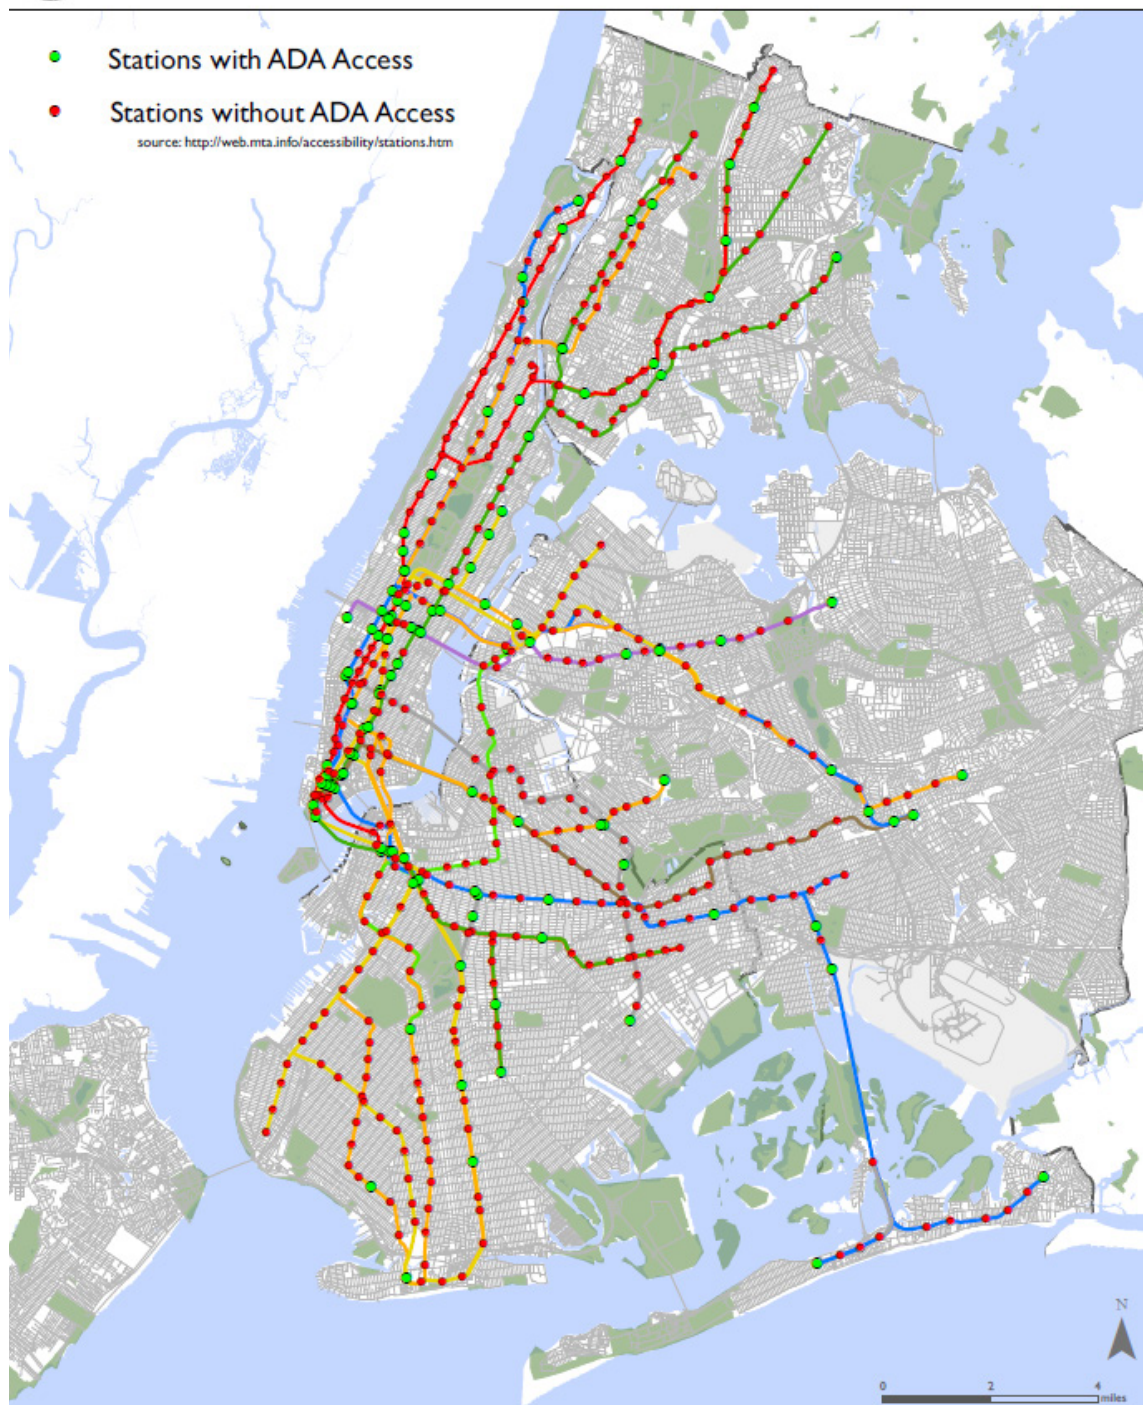 Stations with ADA Access
Stations without ADA Access
source: http://web.mta.info/accessibility/stations.htm
N
0 2 4
miles